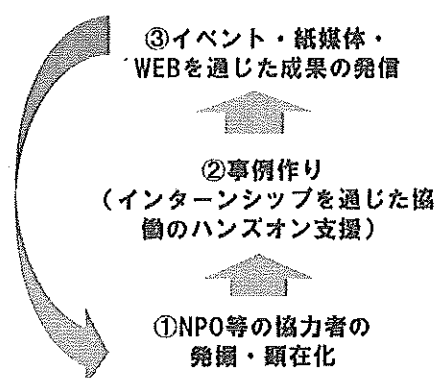 ③イベント・紙媒体・
WEBを通じた成果の発信
②事例作り
（インターンシップを通じた協
働のハンズオン支援）
①NPO等の協力者の
発掘・顕在化